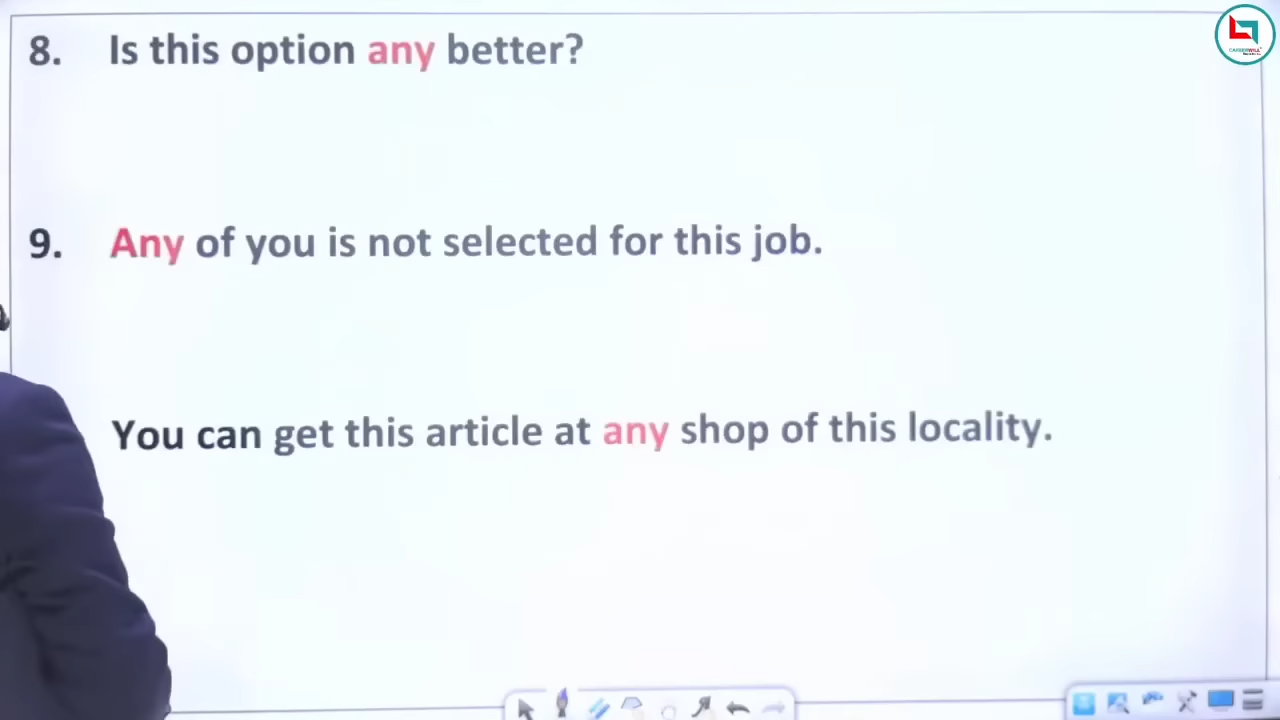 CAREERWILL
8. Is this option any better?
9. Any of you is not selected for this job.
You can get this article at any shop of this locality.